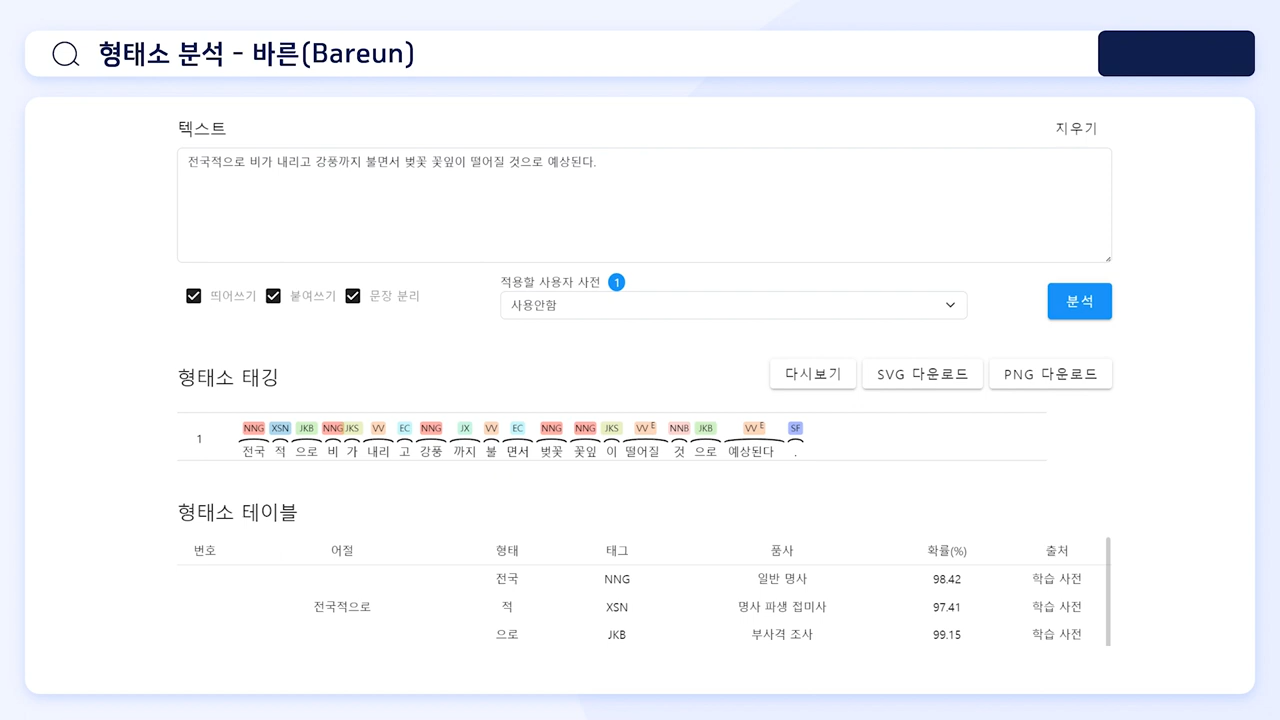 형태소 분석 - 바른(Bareun)
텍스트 지우기
전국적으로 비가 내리고 강풍까지 불면서 벚꽃 꽃잎이 떨어질 것으로 예상된다.
띄어쓰기 붙여쓰기 문장 분리
적용할 사용자 사전 1
사용안함
분석
형태소 태깅 다시보기 SVG 다운로드 PNG 다운로드
NNG XSN JKB NNG JKS VV EC NNG JX VV EC NNG NNG JKS VV E NNB JKB VV E SF
1 전국 적 으로 비 가 내리 고 강풍 까지 불 면서 벚꽃 꽃잎 이 떨어질 것 으로 예상된다 .
형태소 테이블
번호 어절 형태 태그 품사 확률(%) 출처
전국 NNG 일반 명사 98.42 학습 사전
전국적으로 적 XSN 명사 파생 접미사 97.41 학습 사전
으로 JKB 부사격 조사 99.15 학습 사전